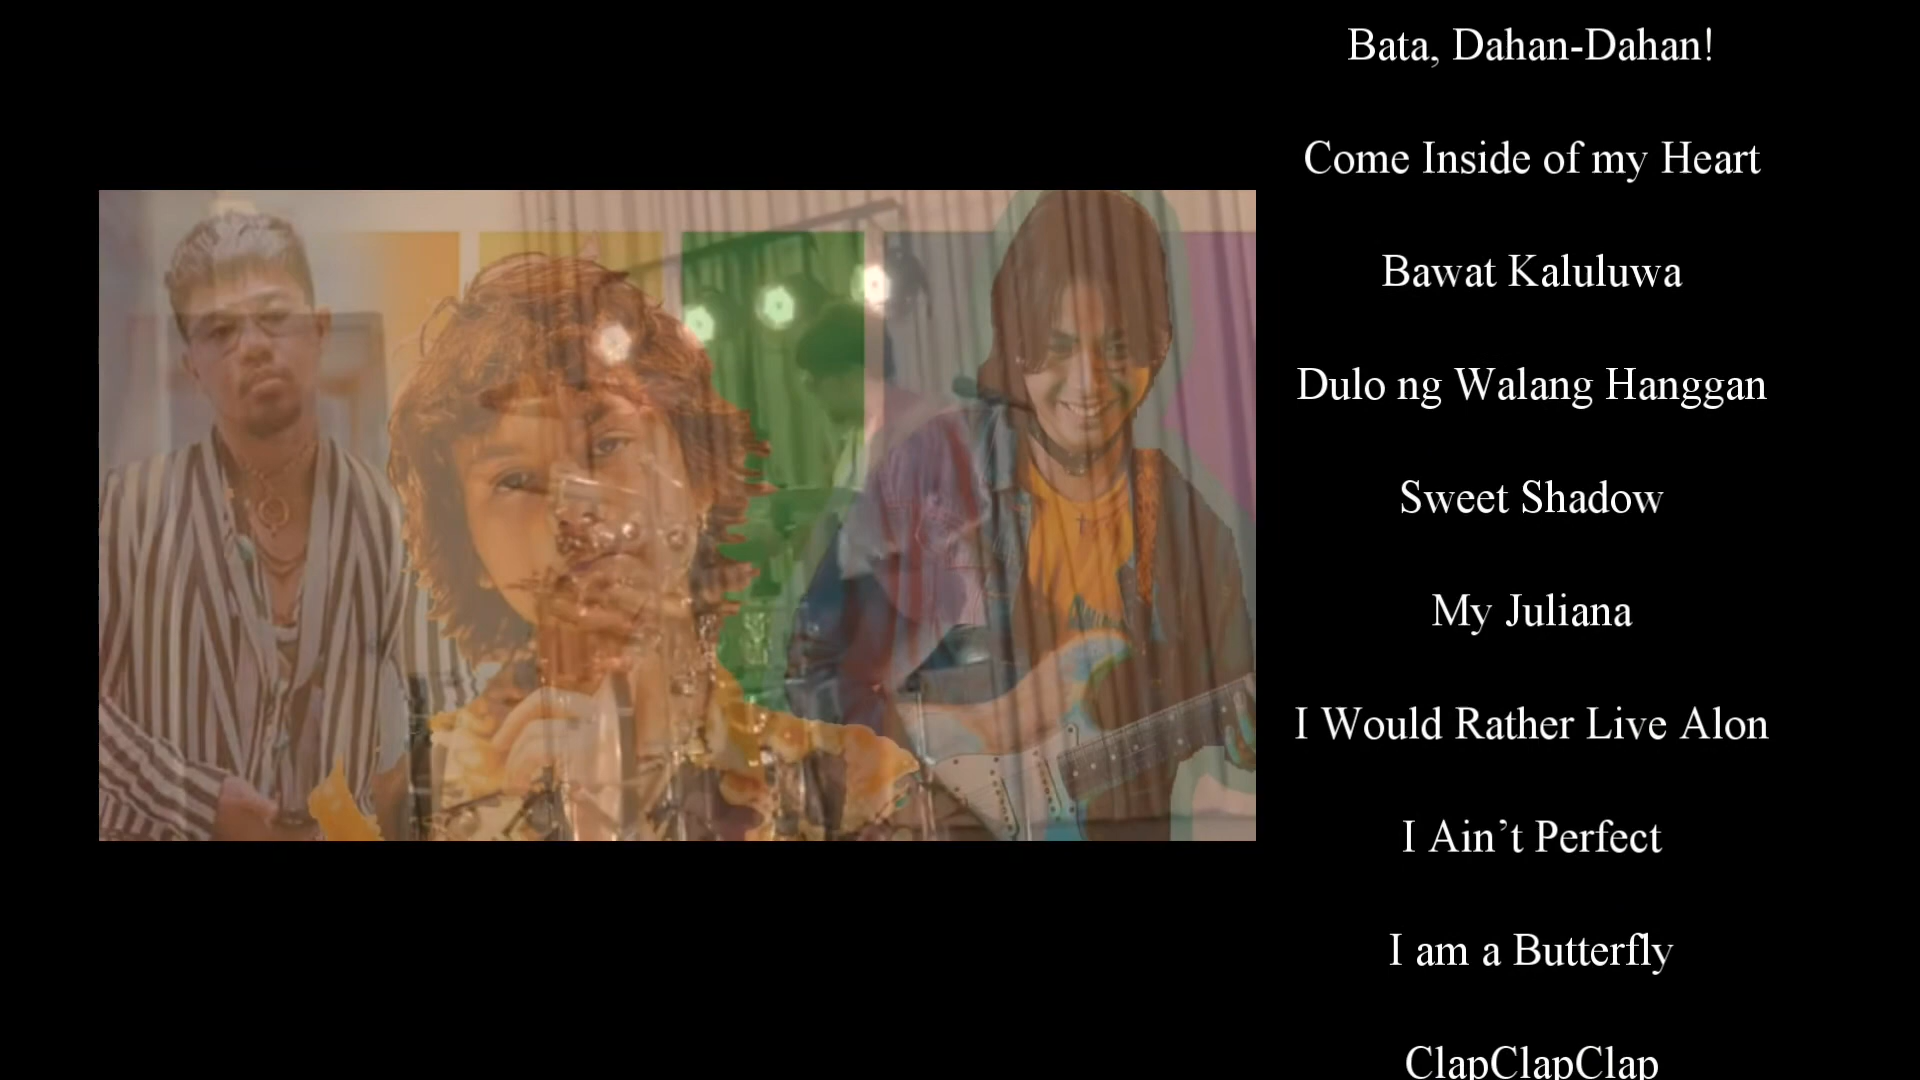 Bata, Dahan-Dahan!
Come Inside of my Heart
Bawat Kaluluwa
Dulo ng Walang Hanggan
Sweet Shadow
My Juliana
I Would Rather Live Alon
I Ain’t Perfect
I am a Butterfly
ClapClapClap